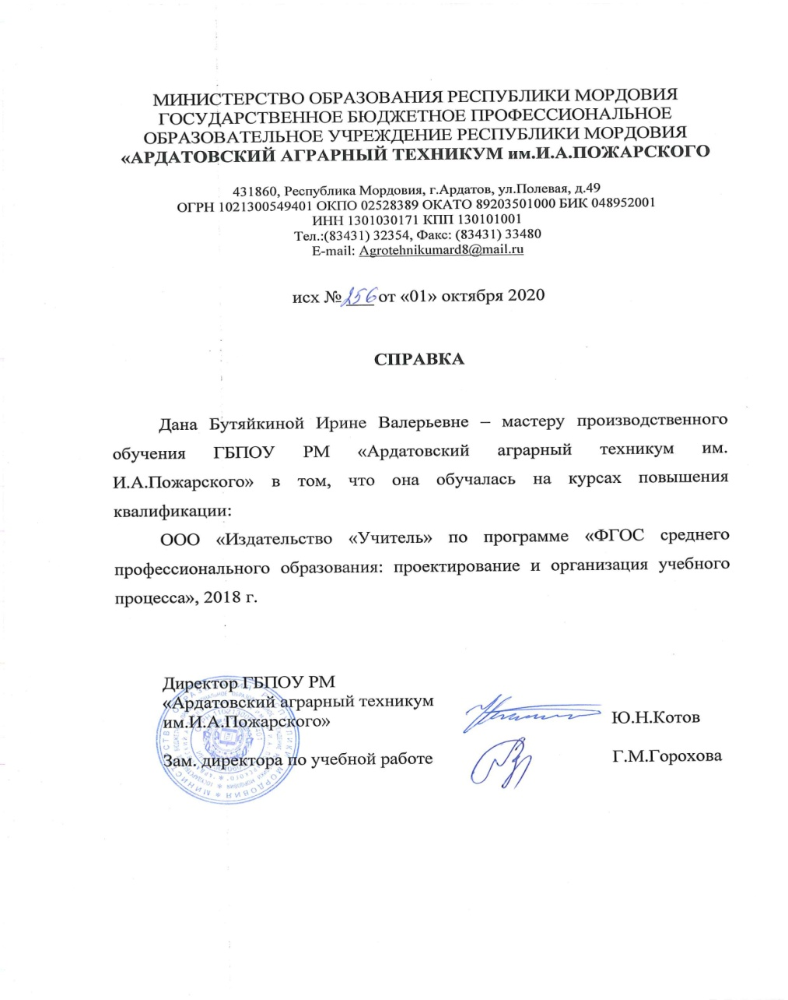 МИНИСТЕРСТВО ОБРАЗОВАНИЯ РЕСПУБЛИКИ МОРДОВИЯ
ГОСУДАРСТВЕННОЕ БЮДЖЕТНОЕ ПРОФЕССИОНАЛЬНОЕ
ОБРАЗОВАТЕЛЬНОЕ УЧРЕЖДЕНИЕ РЕСПУБЛИКИ МОРДОВИЯ
«АРДАТОВСКИЙ АГРАРНЫЙ ТЕХНИКУМ им.И.А.ПОЖАРСКОГО
431860, Республика Мордовия, г.Ардатов, ул.Полевая, д.49
ОГРН 1021300549401 ОКПО 02528389 ОКАТО 89203501000 БИК 048952001
ИНН 1301030171 КПП 130101001
Тел.:(83431) 32354, Факс: (83431) 33480
E-mail: Agrotehnikumard8@mail.ru
исх № 256 от «01» октября 2020
СПРАВКА
Дана Бутяйкиной Ирине Валерьевне – мастеру производственного
обучения ГБПОУ РМ «Ардатовский аграрный техникум им.
И.А.Пожарского» в том, что она обучалась на курсах повышения
квалификации:
ООО «Издательство «Учитель» по программе «ФГОС среднего
профессионального образования: проектирование и организация учебного
процесса», 2018 г.
Директор ГБПОУ РМ
«Ардатовский аграрный техникум
им.И.А.Пожарского» Ю.Н.Котов
Зам. директора по учебной работе Г.М.Горохова